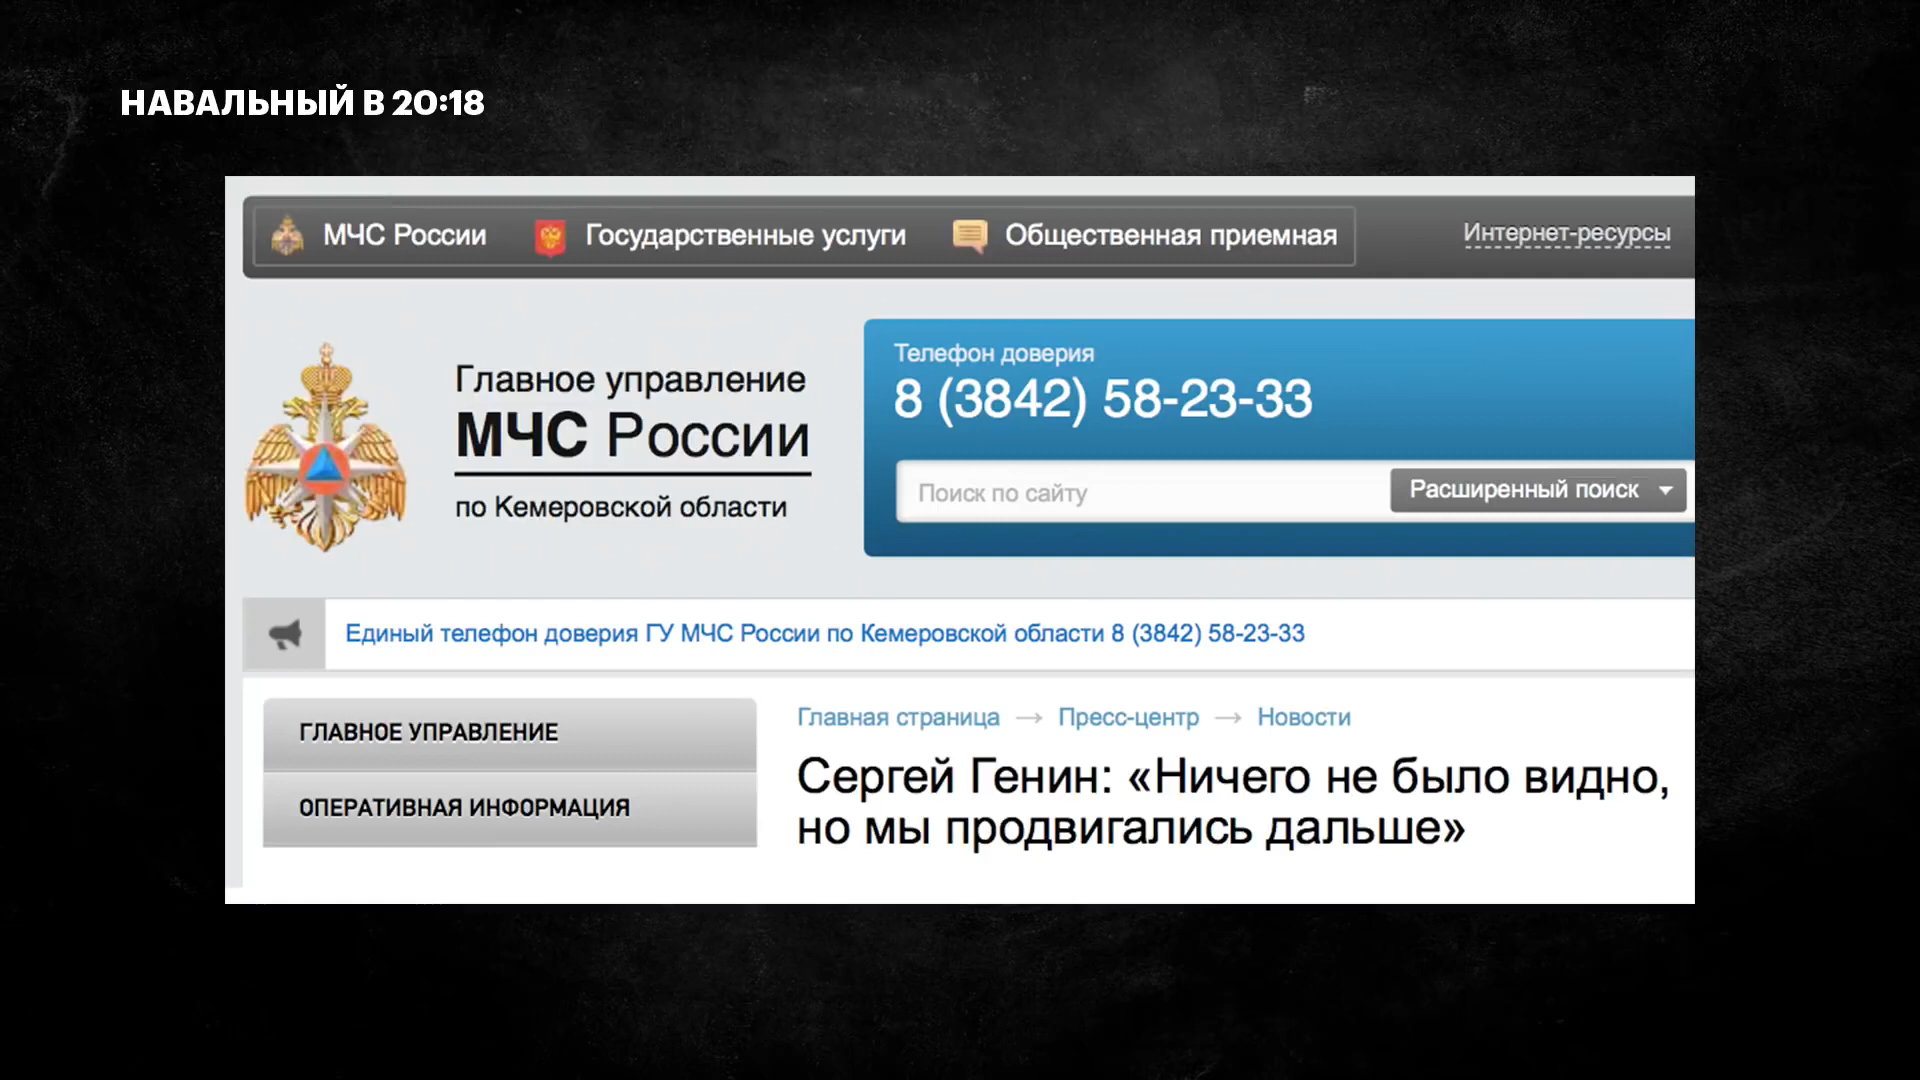 НАВАЛЬНЫЙ В 20:18
МЧС России
Государственные услуги
Общественная приемная
Интернет-ресурсы
Главное управление
МЧС России
по Кемеровской области
Телефон доверия
8 (3842) 58-23-33
Поиск по сайту
Расширенный поиск
Единый телефон доверия ГУ МЧС России по Кемеровской области 8 (3842) 58-23-33
ГЛАВНОЕ УПРАВЛЕНИЕ
ОПЕРАТИВНАЯ ИНФОРМАЦИЯ
Главная страница → Пресс-центр → Новости
Сергей Генин: «Ничего не было видно,
но мы продвигались дальше»